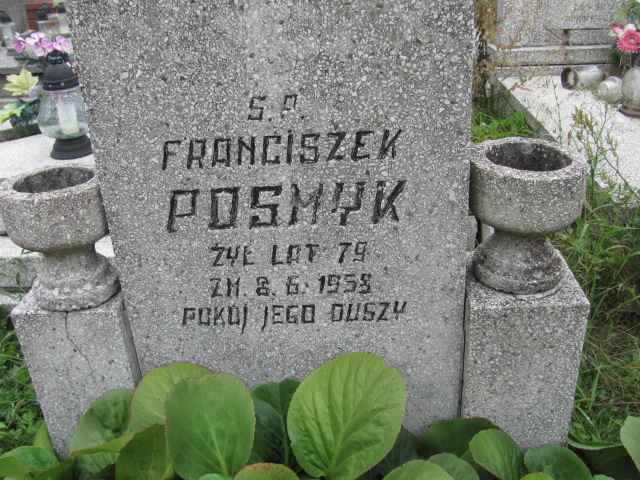 Ś.P.
FRANCISZEK
POSMYK
ŻYŁ LAT 79
ZM. 8.6.1958
POKÓJ JEGO DUSZY